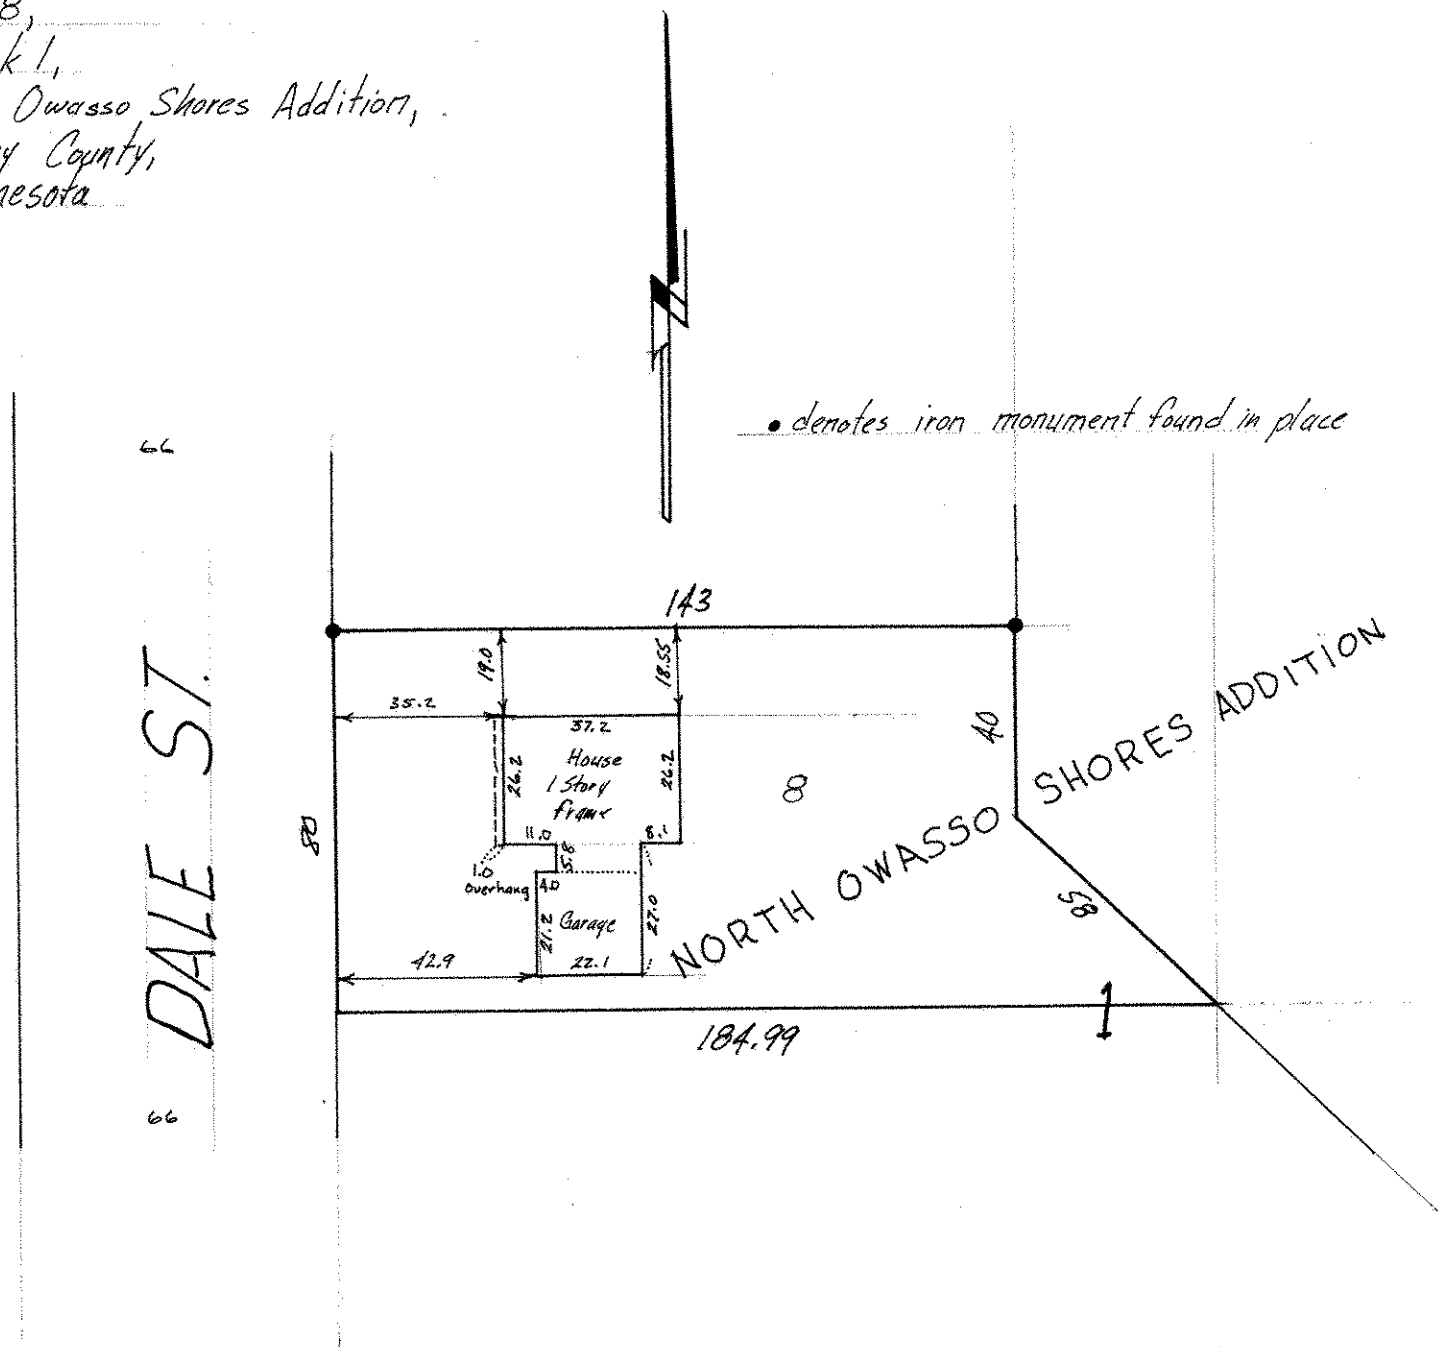 8,
k 1,
Owasso Shores Addition,
y County,
nesota
66
• denotes iron monument found in place
143
19.0
18.55
35.2
37.2
House
1 Story
frame
26.2
26.2
40
8
80
DALE ST.
11.0
8.1
5.8
1.0
overhang
4.0
Garage
21.2
27.0
22.1
42.9
58
NORTH OWASSO SHORES ADDITION
184.99
1
66